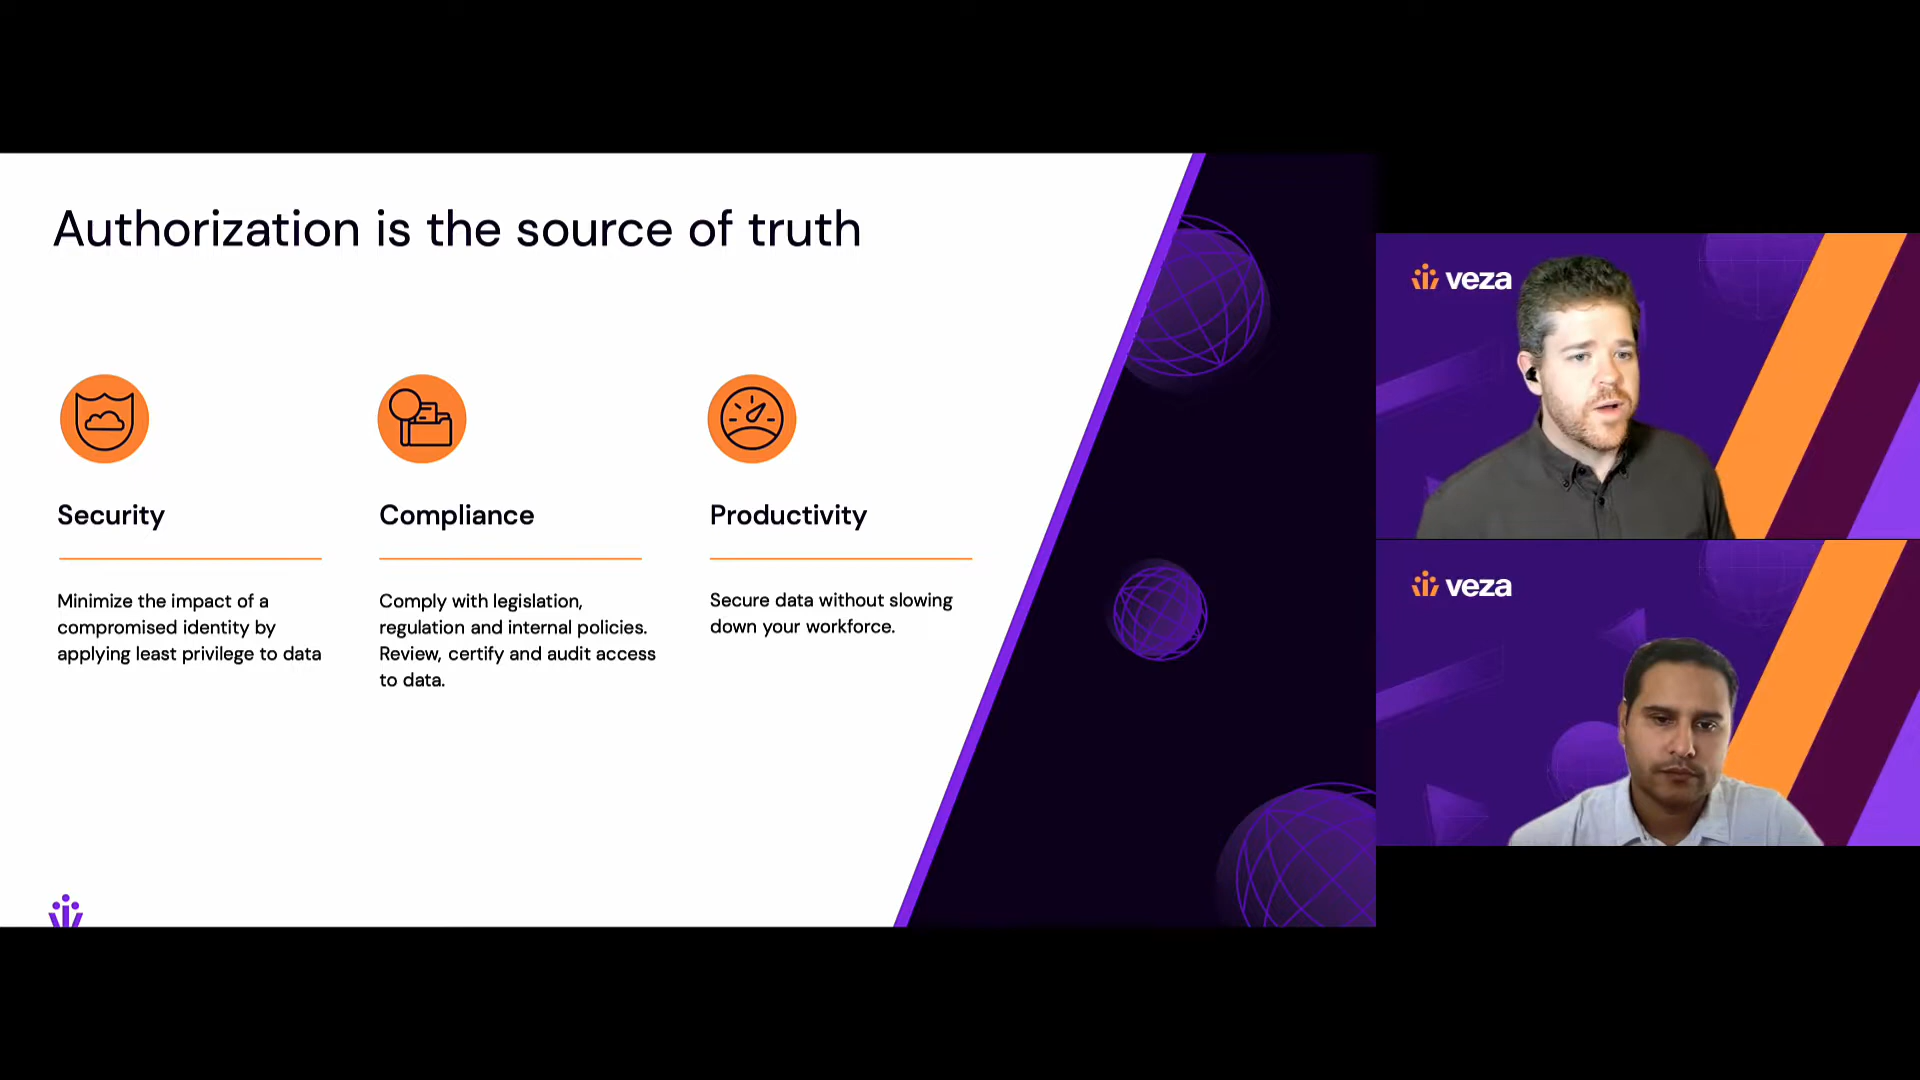 Authorization is the source of truth
Security
Minimize the impact of a
compromised identity by
applying least privilege to data
Compliance
Comply with legislation,
regulation and internal policies.
Review, certify and audit access
to data.
Productivity
Secure data without slowing
down your workforce.
veza
veza